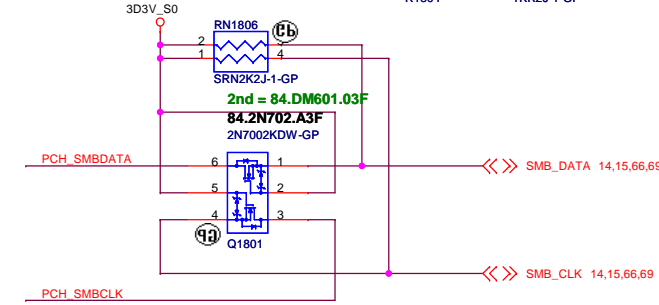 3D3V_S0
RN1806
2
1
4
SRN2K2J-1-GP
2nd = 84.DM601.03F
84.2N702.A3F
2N7002KDW-GP
PCH_SMBDATA
6
1
SMB_DATA 14,15,66,69
5
2
4
3
Q1801
SMB_CLK 14,15,66,69
PCH_SMBCLK